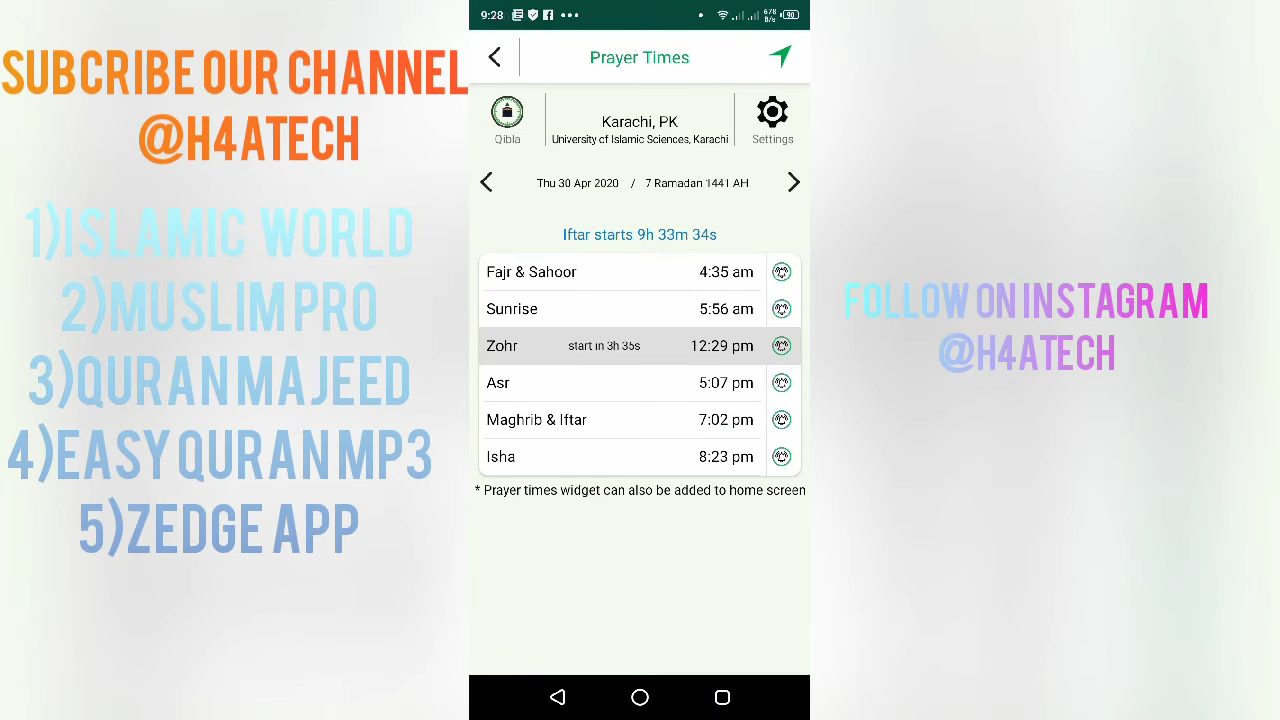 SUBCRIBE OUR CHANNEL
@H4ATECH
1)ISLAMIC WORLD
2)MUSLIM PRO
3)QURAN MAJEED
4)EASY QURAN MP3
5)ZEDGE APP
9:28
678 B/s
90
Prayer Times
Qibla
Karachi, PK
University of Islamic Sciences, Karachi
Settings
Thu 30 Apr 2020 / 7 Ramadan 1441 AH
Iftar starts 9h 33m 34s
Fajr & Sahoor 4:35 am
Sunrise 5:56 am
Zohr start in 3h 35s 12:29 pm
Asr 5:07 pm
Maghrib & Iftar 7:02 pm
Isha 8:23 pm
* Prayer times widget can also be added to home screen
FOLLOW ON INSTAGRAM
@H4ATECH